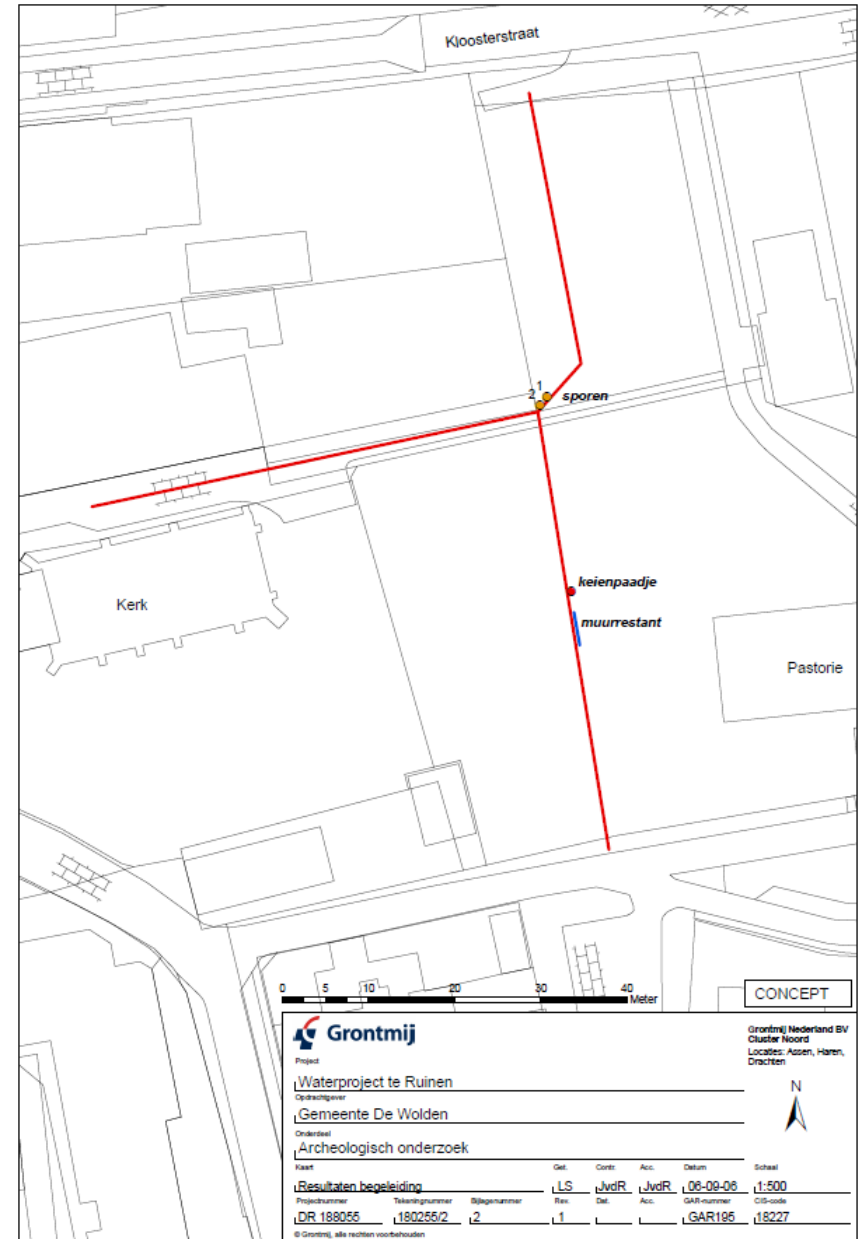 Kloosterstraat
1
2
sporen
keienpaadje
muurrestant
Kerk
Pastorie
0 5 10 20 30 40
Meter
CONCEPT
Grontmij
Grontmij Nederland BV
Cluster Noord
Locaties: Assen, Haren,
Drachten
N
Project
Waterproject te Ruinen
Opdrachtgever
Gemeente De Wolden
Onderdeel
Archeologisch onderzoek
Kaart Get. Contr. Acc. Datum Schaal
Resultaten begeleiding LS JvdR JvdR 06-09-06 1:500
Projectnummer Tekeningnummer Bijlagenummer Rev. Dat. Acc. GAR-nummer CIS-code
DR 188055 180255/2 2 1 GAR195 18227
© Grontmij, alle rechten voorbehouden